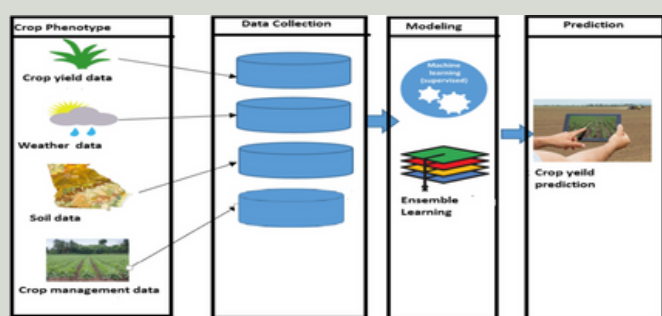 Crop Phenotype
Crop yield data
Weather data
Soil data
Crop management data
Data Collection
Modeling
Machine
learning
(supervised)
Ensemble
Learning
Prediction
Crop yeild
prediction